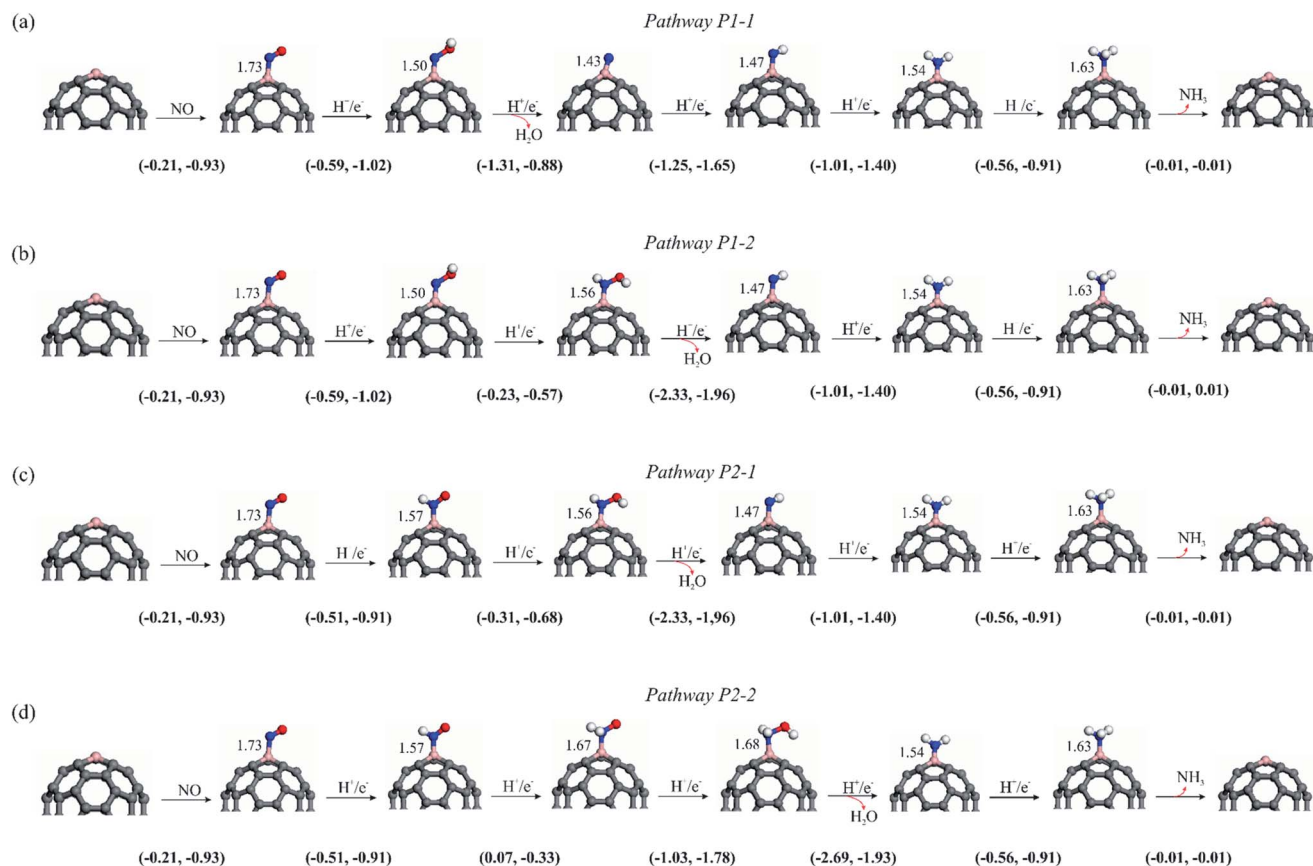 (a)
Pathway P1-1
1.73 1.50 1.43 1.47 1.54 1.63
NO H⁺/e⁻ H⁺/e⁻ H⁺/e⁻ H⁺/e⁻ H /e⁻ NH₃
H₂O
(-0.21, -0.93) (-0.59, -1.02) (-1.31, -0.88) (-1.25, -1.65) (-1.01, -1.40) (-0.56, -0.91) (-0.01, -0.01)
(b)
Pathway P1-2
1.73 1.50 1.56 1.47 1.54 1.63
NO H⁺/e⁻ H⁺/e⁻ H⁺/e⁻ H⁺/e⁻ H /e⁻ NH₃
H₂O
(-0.21, -0.93) (-0.59, -1.02) (-0.23, -0.57) (-2.33, -1.96) (-1.01, -1.40) (-0.56, -0.91) (-0.01, 0.01)
(c)
Pathway P2-1
1.73 1.57 1.56 1.47 1.54 1.63
NO H /e⁻ H⁺/e⁻ H⁺/e⁻ H⁺/e⁻ H⁺/e⁻ NH₃
H₂O
(-0.21, -0.93) (-0.51, -0.91) (-0.31, -0.68) (-2.33, -1,96) (-1.01, -1.40) (-0.56, -0.91) (-0.01, -0.01)
(d)
Pathway P2-2
1.73 1.57 1.67 1.68 1.54 1.63
NO H⁺/e⁻ H⁺/e⁻ H⁺/e⁻ H⁺/e⁻ H⁺/e⁻ NH₃
H₂O
(-0.21, -0.93) (-0.51, -0.91) (0.07, -0.33) (-1.03, -1.78) (-2.69, -1.93) (-0.56, -0.91) (-0.01, -0.01)